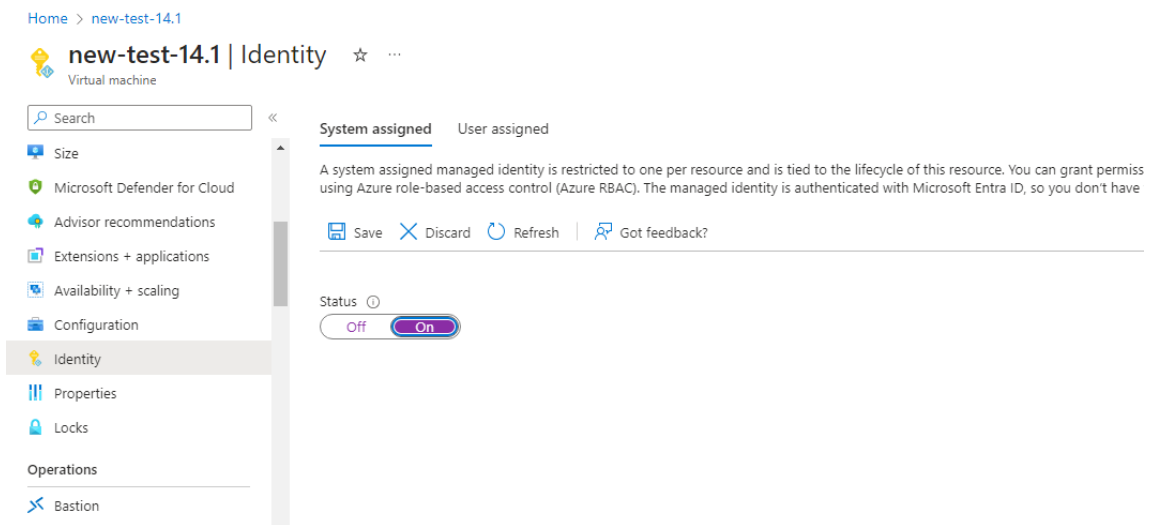 Home > new-test-14.1
new-test-14.1 | Identity
Virtual machine
Search
Size
Microsoft Defender for Cloud
Advisor recommendations
Extensions + applications
Availability + scaling
Configuration
Identity
Properties
Locks
Operations
Bastion
System assigned User assigned
A system assigned managed identity is restricted to one per resource and is tied to the lifecycle of this resource. You can grant permiss
using Azure role-based access control (Azure RBAC). The managed identity is authenticated with Microsoft Entra ID, so you don't have
Save Discard Refresh Got feedback?
Status
Off On